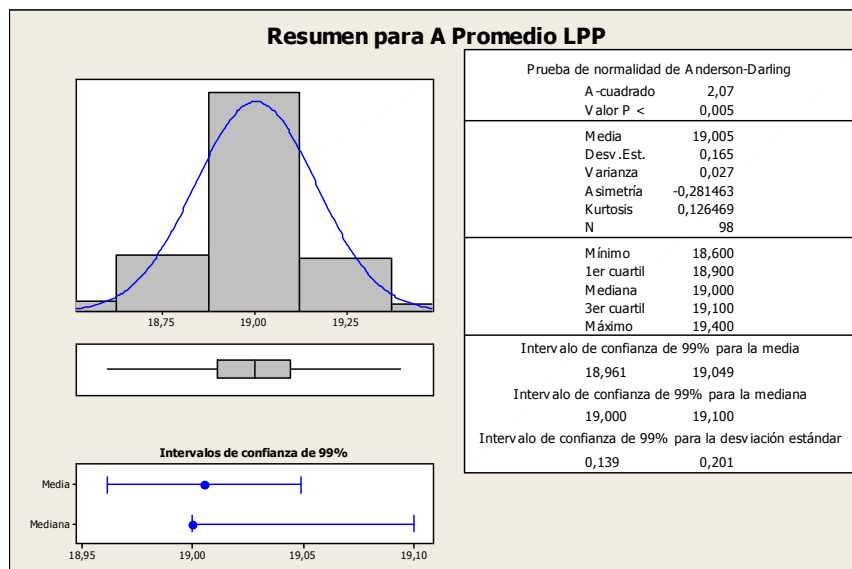 Resumen para A Promedio LPP
18,75 19,00 19,25
Intervalos de confianza de 99%
Media
Mediana
18,95 19,00 19,05 19,10
Prueba de normalidad de Anderson-Darling
A-cuadrado 2,07
Valor P < 0,005
Media 19,005
Desv.Est. 0,165
Varianza 0,027
Asimetría -0,281463
Kurtosis 0,126469
N 98
Mínimo 18,600
1er cuartil 18,900
Mediana 19,000
3er cuartil 19,100
Máximo 19,400
Intervalo de confianza de 99% para la media
18,961 19,049
Intervalo de confianza de 99% para la mediana
19,000 19,100
Intervalo de confianza de 99% para la desviación estándar
0,139 0,201